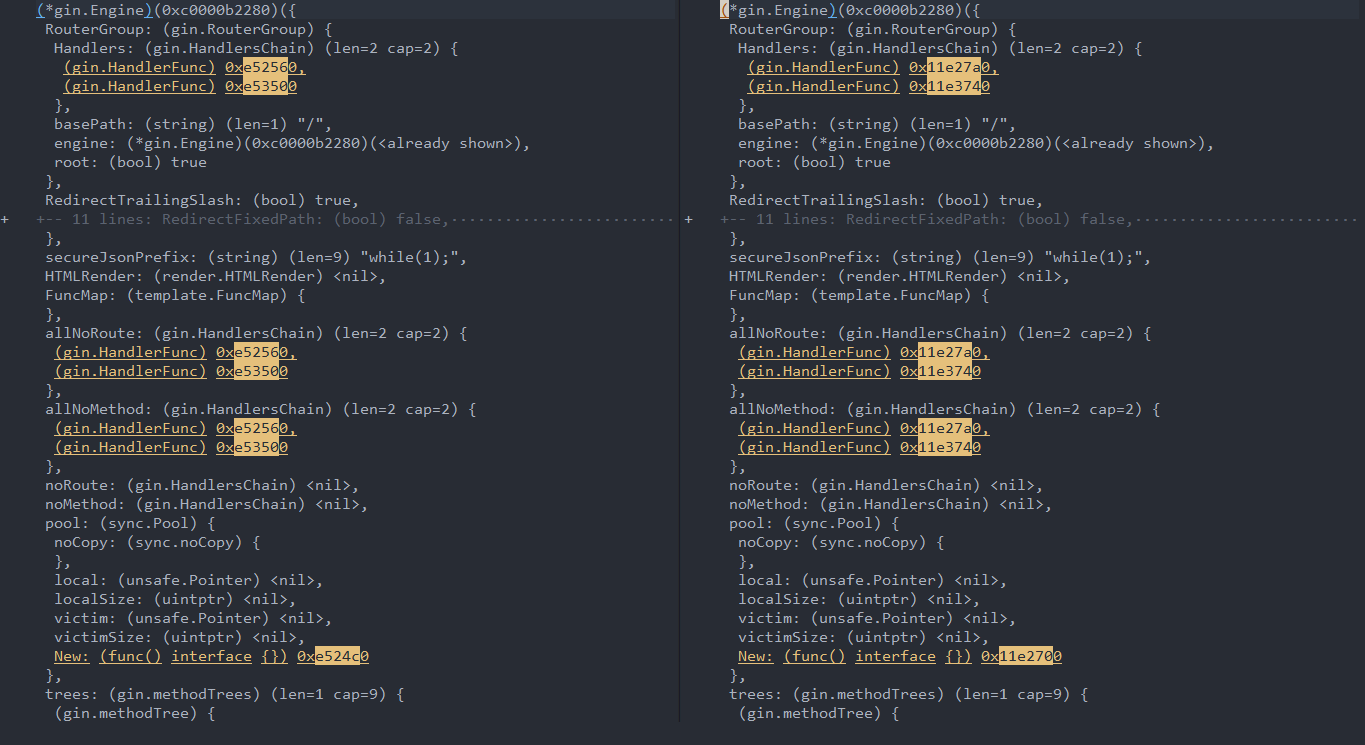 (*gin.Engine)(0xc0000b2280)({
RouterGroup: (gin.RouterGroup) {
Handlers: (gin.HandlersChain) (len=2 cap=2) {
(gin.HandlerFunc) 0xe52560,
(gin.HandlerFunc) 0xe53500
},
basePath: (string) (len=1) "/",
engine: (*gin.Engine)(0xc0000b2280)(<already shown>),
root: (bool) true
},
RedirectTrailingSlash: (bool) true,
+ +-- 11 lines: RedirectFixedPath: (bool) false,·························
},
secureJsonPrefix: (string) (len=9) "while(1);",
HTMLRender: (render.HTMLRender) <nil>,
FuncMap: (template.FuncMap) {
},
allNoRoute: (gin.HandlersChain) (len=2 cap=2) {
(gin.HandlerFunc) 0xe52560,
(gin.HandlerFunc) 0xe53500
},
allNoMethod: (gin.HandlersChain) (len=2 cap=2) {
(gin.HandlerFunc) 0xe52560,
(gin.HandlerFunc) 0xe53500
},
noRoute: (gin.HandlersChain) <nil>,
noMethod: (gin.HandlersChain) <nil>,
pool: (sync.Pool) {
noCopy: (sync.noCopy) {
},
local: (unsafe.Pointer) <nil>,
localSize: (uintptr) <nil>,
victim: (unsafe.Pointer) <nil>,
victimSize: (uintptr) <nil>,
New: (func() interface {}) 0xe524c0
},
trees: (gin.methodTrees) (len=1 cap=9) {
(gin.methodTree) {
(*gin.Engine)(0xc0000b2280)({
RouterGroup: (gin.RouterGroup) {
Handlers: (gin.HandlersChain) (len=2 cap=2) {
(gin.HandlerFunc) 0x11e27a0,
(gin.HandlerFunc) 0x11e3740
},
basePath: (string) (len=1) "/",
engine: (*gin.Engine)(0xc0000b2280)(<already shown>),
root: (bool) true
},
RedirectTrailingSlash: (bool) true,
+ +-- 11 lines: RedirectFixedPath: (bool) false,·························
},
secureJsonPrefix: (string) (len=9) "while(1);",
HTMLRender: (render.HTMLRender) <nil>,
FuncMap: (template.FuncMap) {
},
allNoRoute: (gin.HandlersChain) (len=2 cap=2) {
(gin.HandlerFunc) 0x11e27a0,
(gin.HandlerFunc) 0x11e3740
},
allNoMethod: (gin.HandlersChain) (len=2 cap=2) {
(gin.HandlerFunc) 0x11e27a0,
(gin.HandlerFunc) 0x11e3740
},
noRoute: (gin.HandlersChain) <nil>,
noMethod: (gin.HandlersChain) <nil>,
pool: (sync.Pool) {
noCopy: (sync.noCopy) {
},
local: (unsafe.Pointer) <nil>,
localSize: (uintptr) <nil>,
victim: (unsafe.Pointer) <nil>,
victimSize: (uintptr) <nil>,
New: (func() interface {}) 0x11e2700
},
trees: (gin.methodTrees) (len=1 cap=9) {
(gin.methodTree) {